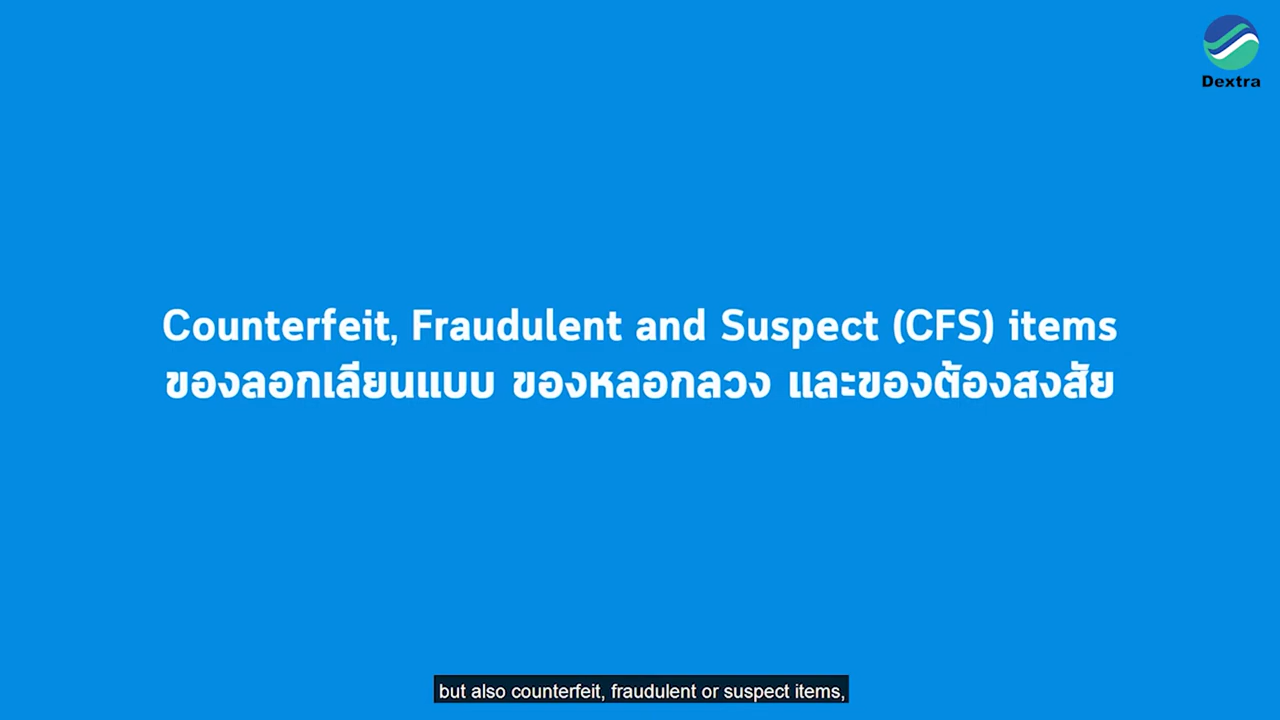 Dextra
Counterfeit, Fraudulent and Suspect (CFS) items
ของลอกเลียนแบบ ของหลอกลวง และของต้องสงสัย
but also counterfeit, fraudulent or suspect items,